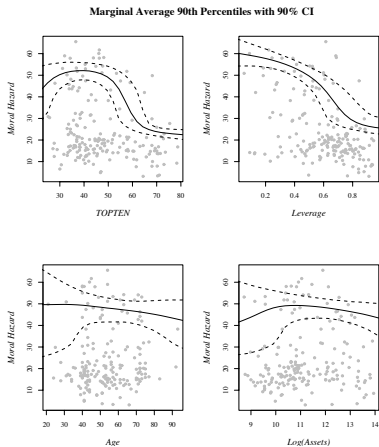 Marginal Average 90th Percentiles with 90% CI
Moral Hazard
60
50
40
30
20
10
30 40 50 60 70 80
TOPTEN
Moral Hazard
60
50
40
30
20
10
0.2 0.4 0.6 0.8
Leverage
Moral Hazard
60
50
40
30
20
10
20 30 40 50 60 70 80 90
Age
Moral Hazard
60
50
40
30
20
10
9 10 11 12 13 14
Log(Assets)